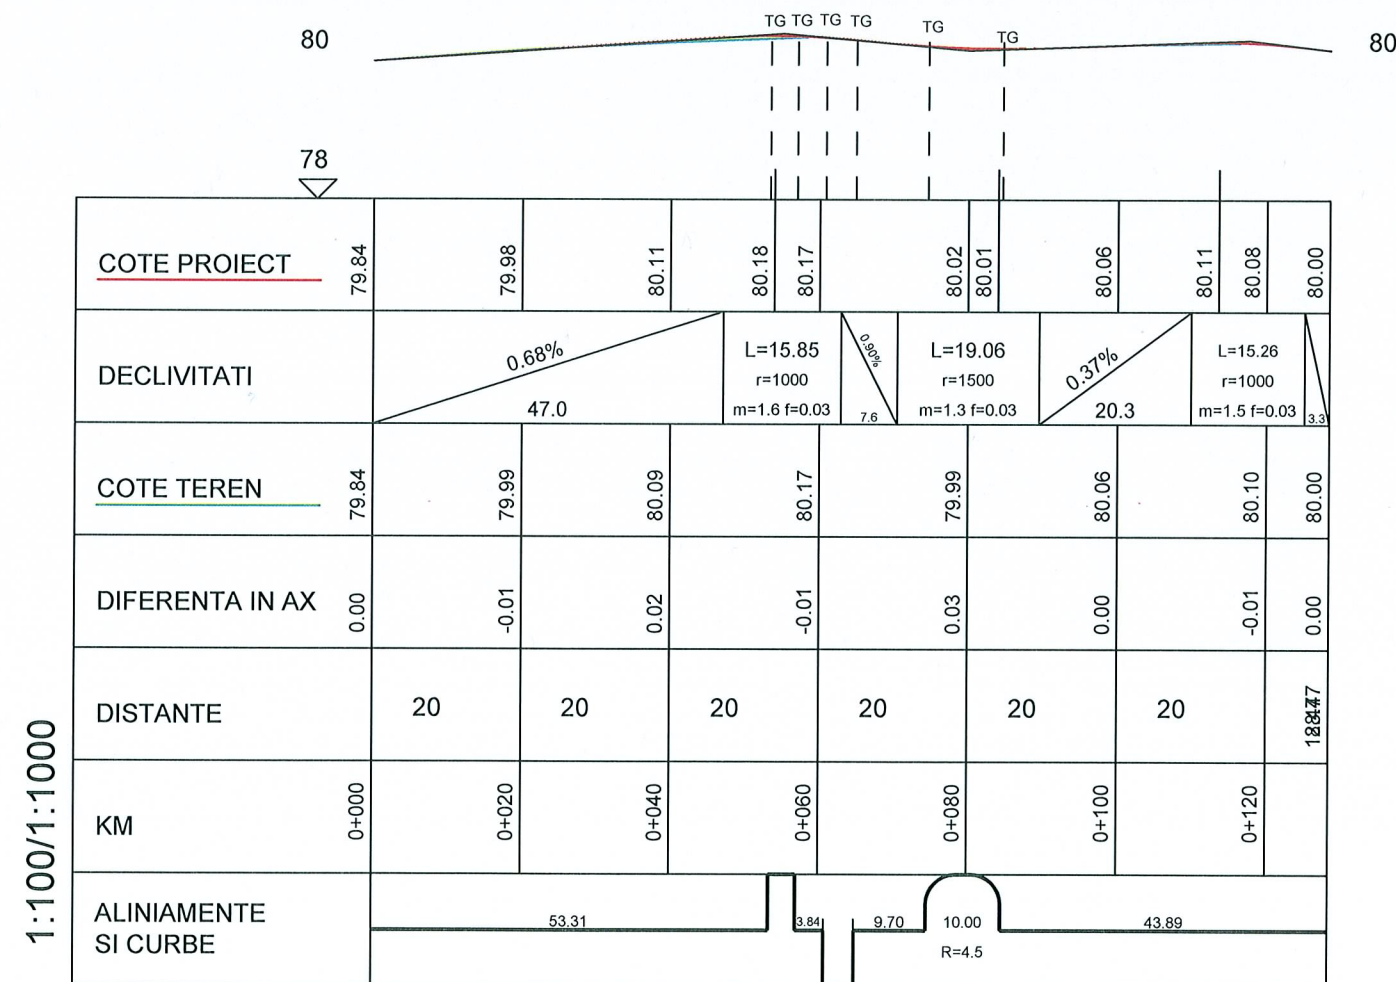 TG TG TG TG TG TG
80 80
78
COTE PROIECT 79.84 79.98 80.11 80.18 80.17 80.02 80.01 80.06 80.11 80.08 80.00
DECLIVITATI 0.68% 47.0
L=15.85
r=1000
m=1.6 f=0.03
0.90%
7.6
L=19.06
r=1500
m=1.3 f=0.03
0.37%
20.3
L=15.26
r=1000
m=1.5 f=0.03
3.3
COTE TEREN 79.84 79.99 80.09 80.17 79.99 80.06 80.10 80.00
DIFERENTA IN AX 0.00 -0.01 0.02 -0.01 0.03 0.00 -0.01 0.00
DISTANTE 20 20 20 20 20 20
KM 0+000 0+020 0+040 0+060 0+080 0+100 0+120
ALINIAMENTE
SI CURBE
53.31 3.84 9.70 10.00 43.89
R=4.5
1:100/1:1000